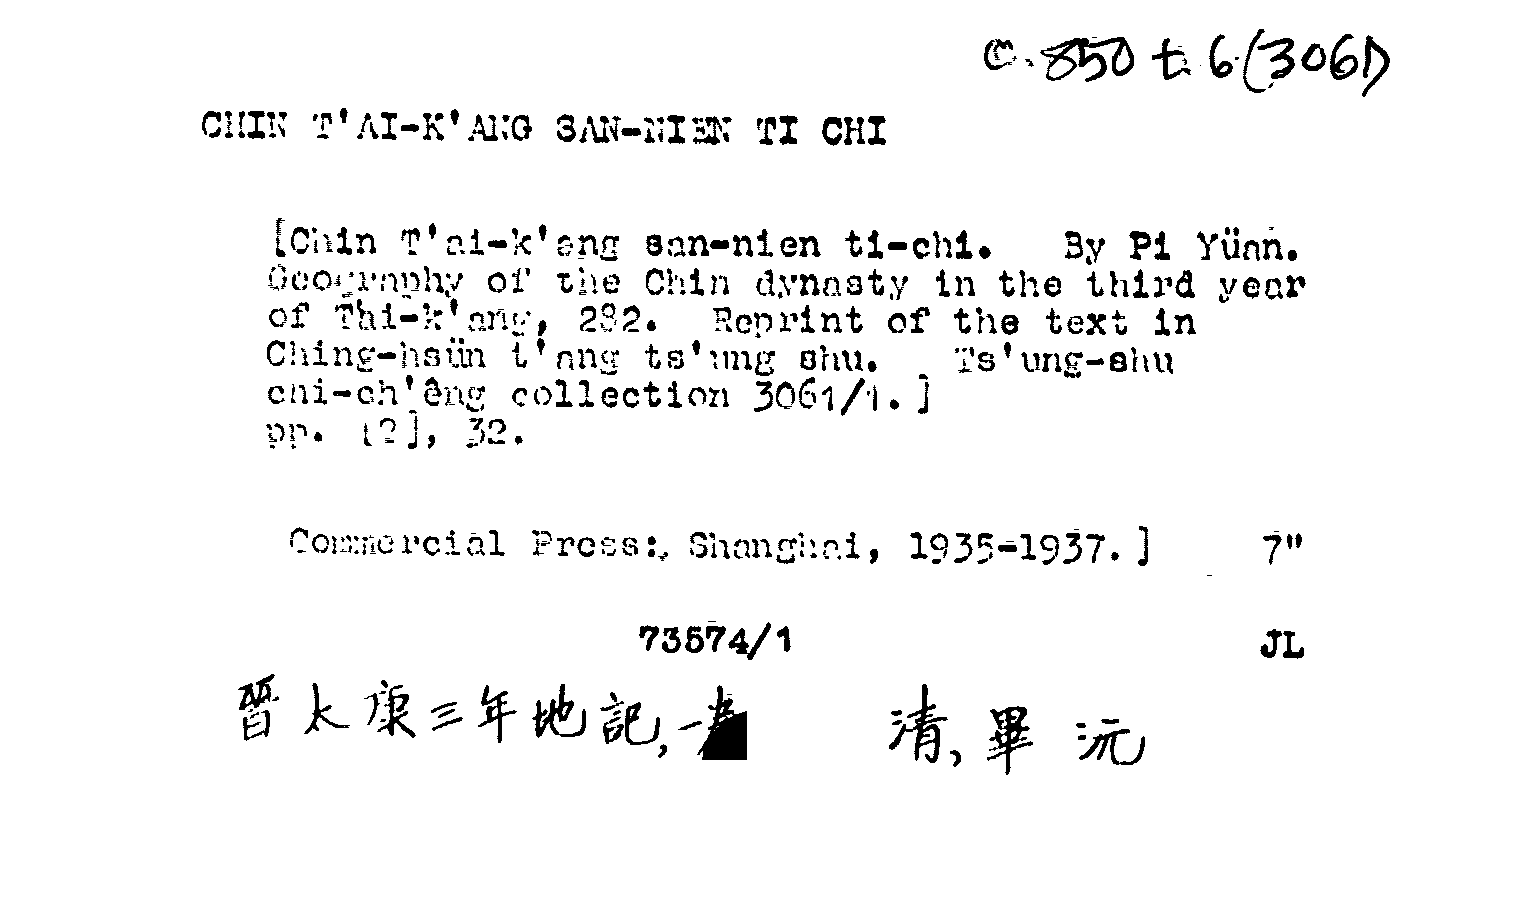 C. 850 t. 6 (3061)
CHIN T'AI-K'ANG SAN-NIEN TI CHI
[Chin T'ai-k'ang san-nien ti-chi. By Pi Yüan.
Geography of the Chin dynasty in the third year
of Thi-k'ang, 282. Reprint of the text in
Ching-hsün t'ang ts'ung shu. Ts'ung-shu
chi-ch'êng collection 3061/1.]
pp. [2], 32.
Commercial Press:, Shanghai, 1935-1937.] 7"
73574/1 JL
晉太康三年地記, 一 清, 畢沅